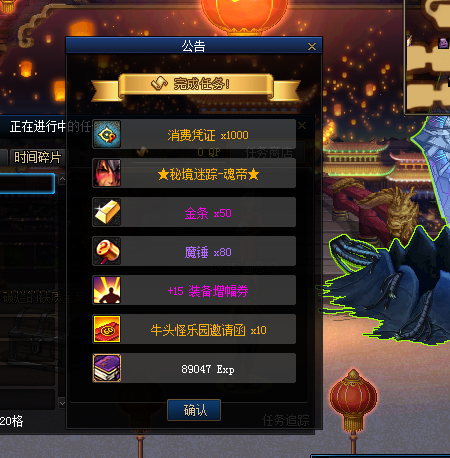 公告
完成任务!
正在进行中的任
消费凭证 x1000
0 QP
任务商店
时间碎片
★秘境迷踪-魂帝★
金条 x50
魔锤 x80
+15 装备增幅券
牛头怪乐园邀请函 x10
89047 Exp
确认
20格
任务追踪